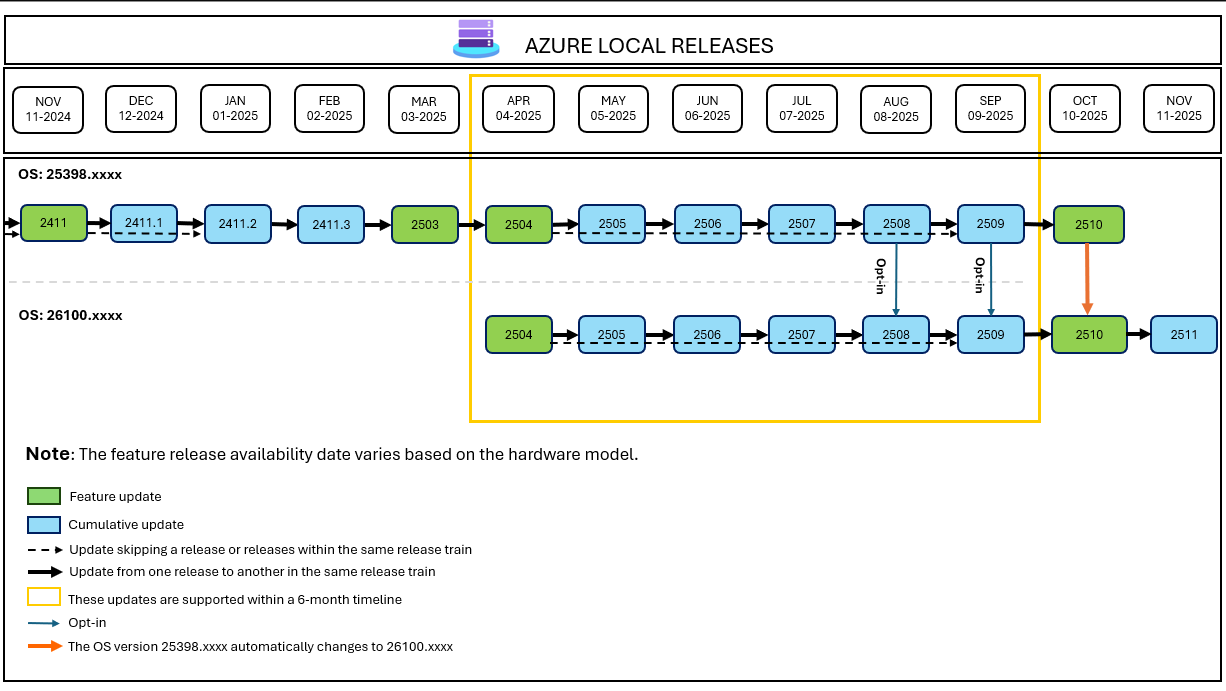 AZURE LOCAL RELEASES
NOV
11-2024
DEC
12-2024
JAN
01-2025
FEB
02-2025
MAR
03-2025
APR
04-2025
MAY
05-2025
JUN
06-2025
JUL
07-2025
AUG
08-2025
SEP
09-2025
OCT
10-2025
NOV
11-2025
OS: 25398.xxxx
2411
2411.1
2411.2
2411.3
2503
2504
2505
2506
2507
2508
2509
2510
Opt-in
Opt-in
OS: 26100.xxxx
2504
2505
2506
2507
2508
2509
2510
2511
Note: The feature release availability date varies based on the hardware model.
Feature update
Cumulative update
Update skipping a release or releases within the same release train
Update from one release to another in the same release train
These updates are supported within a 6-month timeline
Opt-in
The OS version 25398.xxxx automatically changes to 26100.xxxx